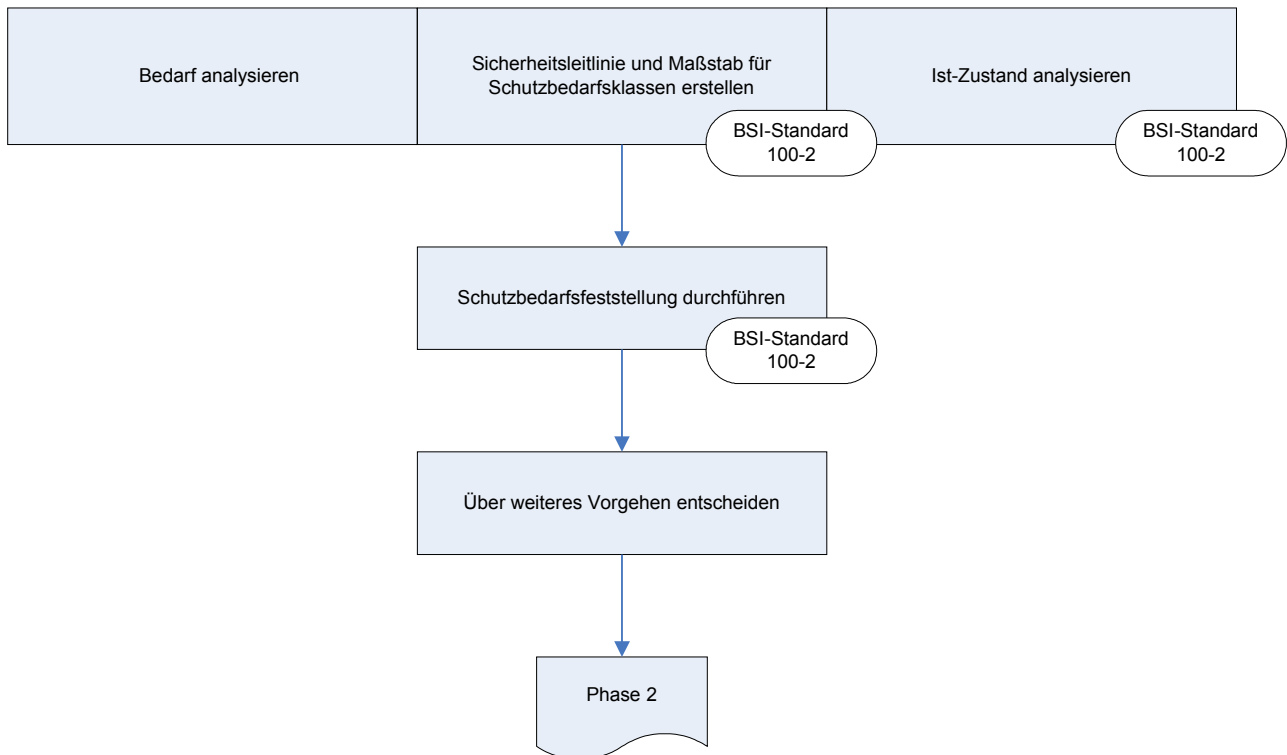 Bedarf analysieren
Sicherheitsleitlinie und Maßstab für
Schutzbedarfsklassen erstellen
Ist-Zustand analysieren
BSI-Standard
100-2
BSI-Standard
100-2
Schutzbedarfsfeststellung durchführen
BSI-Standard
100-2
Über weiteres Vorgehen entscheiden
Phase 2